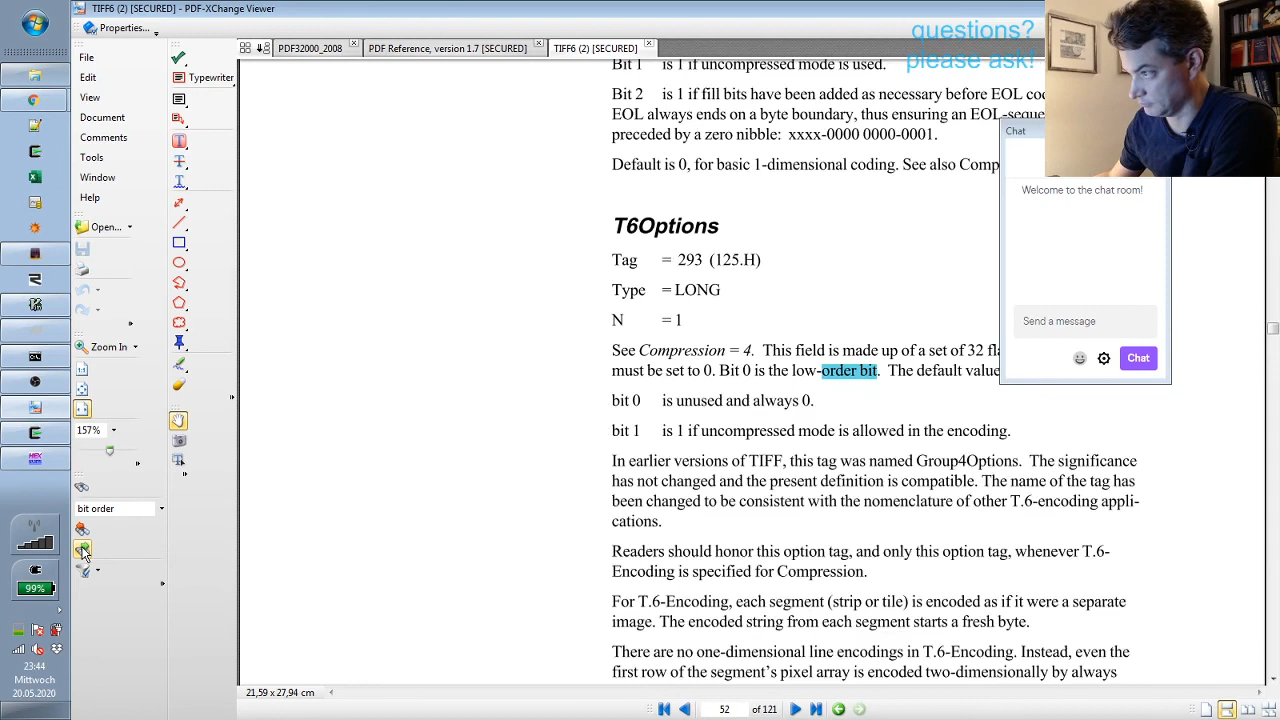 TIFF6 (2) [SECURED] - PDF-XChange Viewer
Properties...
File
Edit
View
Document
Comments
Tools
Window
Help
Open...
Zoom In
157%
bit order
99%
23:44
Mittwoch
20.05.2020
Typewriter
PDF32000_2008
PDF Reference, version 1.7 [SECURED]
TIFF6 (2) [SECURED]
questions?
please ask!
Bit 1 is 1 if uncompressed mode is used.
Bit 2 is 1 if fill bits have been added as necessary before EOL
EOL always ends on a byte boundary, thus ensuring an EOL-sequ
preceded by a zero nibble: xxxx-0000 0000-0001.
Default is 0, for basic 1-dimensional coding. See also Comp
T6Options
Tag = 293 (125.H)
Type = LONG
N = 1
See Compression = 4. This field is made up of a set of 32 fla
must be set to 0. Bit 0 is the low-order bit. The default value
bit 0 is unused and always 0.
bit 1 is 1 if uncompressed mode is allowed in the encoding.
In earlier versions of TIFF, this tag was named Group4Options. The significance
has not changed and the present definition is compatible. The name of the tag has
been changed to be consistent with the nomenclature of other T.6-encoding appli-
cations.
Readers should honor this option tag, and only this option tag, whenever T.6-
Encoding is specified for Compression.
For T.6-Encoding, each segment (strip or tile) is encoded as if it were a separate
image. The encoded string from each segment starts a fresh byte.
There are no one-dimensional line encodings in T.6-Encoding. Instead, even the
first row of the segment's pixel array is encoded two-dimensionally by always
Chat
Welcome to the chat room!
Send a message
Chat
21,59 x 27,94 cm
52 of 121